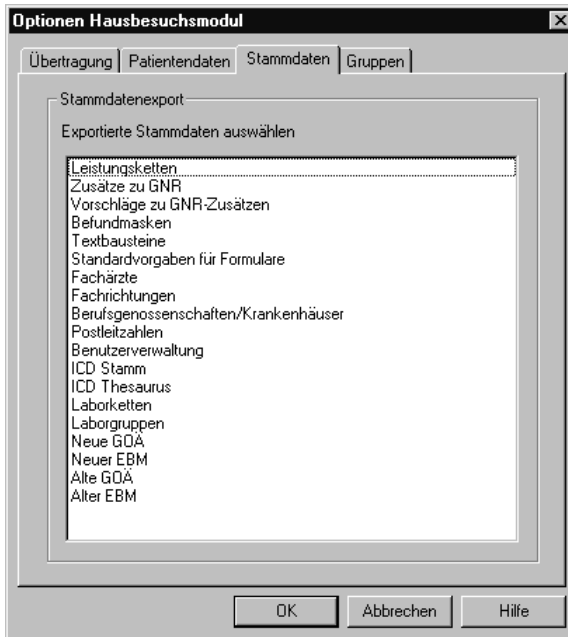 Optionen Hausbesuchsmodul
Übertragung Patientendaten Stammdaten Gruppen
Stammdatenexport
Exportierte Stammdaten auswählen
Leistungsketten
Zusätze zu GNR
Vorschläge zu GNR-Zusätzen
Befundmasken
Textbausteine
Standardvorgaben für Formulare
Fachärzte
Fachrichtungen
Berufsgenossenschaften/Krankenhäuser
Postleitzahlen
Benutzerverwaltung
ICD Stamm
ICD Thesaurus
Laborketten
Laborgruppen
Neue GOÄ
Neuer EBM
Alte GOÄ
Alter EBM
OK Abbrechen Hilfe